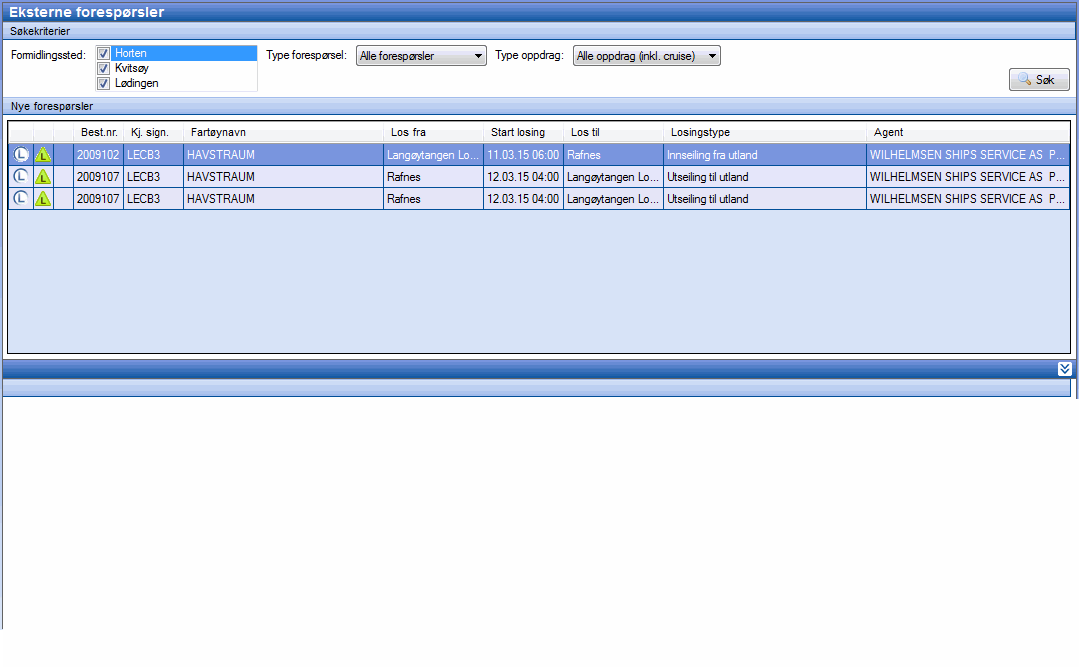 Eksterne forespørsler
Søkekriterier
Formidlingssted: Horten Type forespørsel: Alle forespørsler Type oppdrag: Alle oppdrag (inkl. cruise)
Kvitsøy
Lødingen
Søk
Nye forespørsler
Best.nr. Kj. sign. Fartøynavn Los fra Start losing Los til Losingstype Agent
L L 2009102 LECB3 HAVSTRAUM Langøytangen Lo... 11.03.15 06:00 Rafnes Innseiling fra utland WILHELMSEN SHIPS SERVICE AS P...
L L 2009107 LECB3 HAVSTRAUM Rafnes 12.03.15 04:00 Langøytangen Lo... Utseiling til utland WILHELMSEN SHIPS SERVICE AS P...
L L 2009107 LECB3 HAVSTRAUM Rafnes 12.03.15 04:00 Langøytangen Lo... Utseiling til utland WILHELMSEN SHIPS SERVICE AS P...